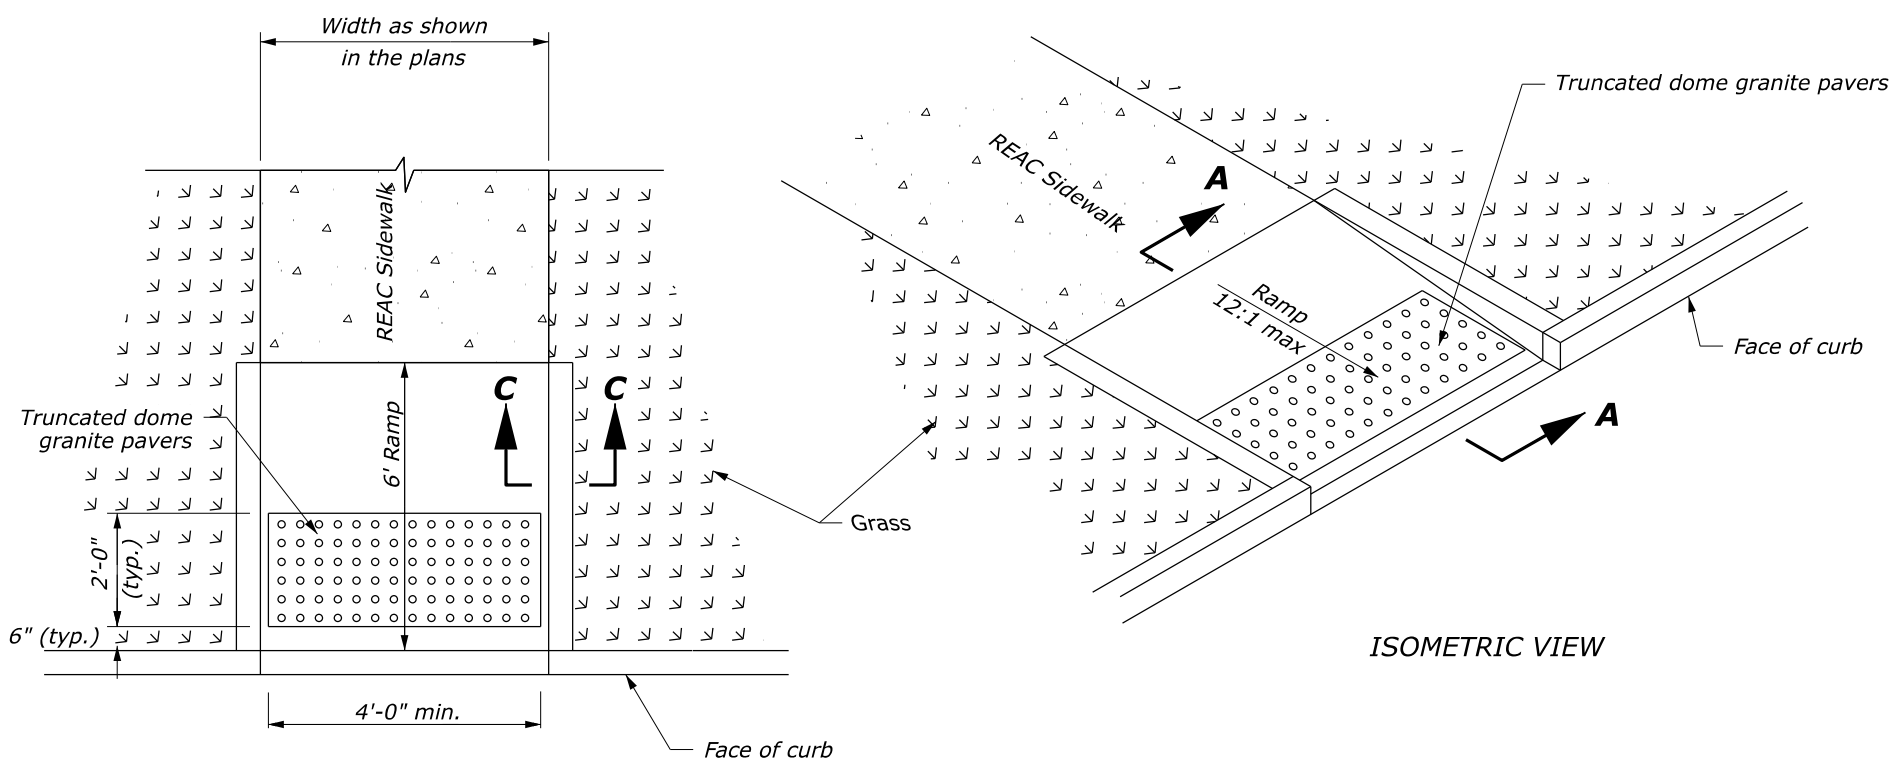 Width as shown
in the plans
REAC Sidewalk
Truncated dome
granite pavers
C
C
6' Ramp
2'-0"
(typ.)
6" (typ.)
4'-0" min.
Face of curb
Grass
REAC Sidewalk
A
Truncated dome granite pavers
Ramp
12:1 max
Face of curb
A
ISOMETRIC VIEW